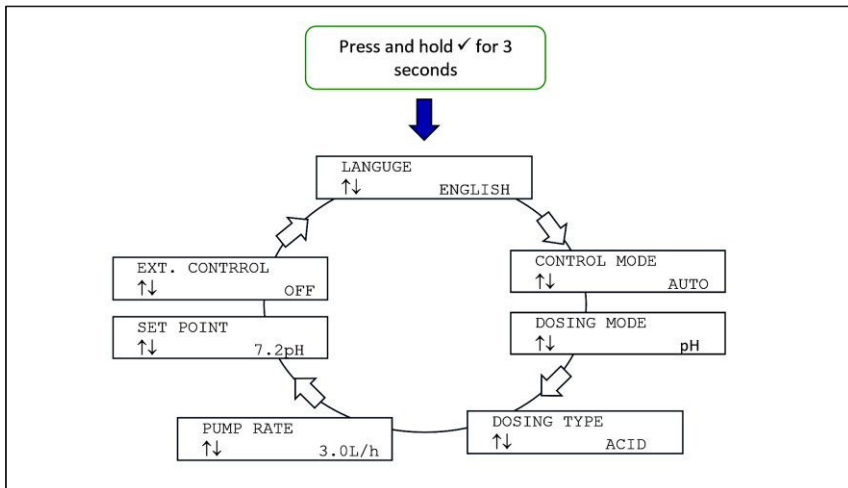 Press and hold ✓ for 3
seconds
LANGUGE
↑↓ ENGLISH
CONTROL MODE
↑↓ AUTO
DOSING MODE
↑↓ pH
DOSING TYPE
↑↓ ACID
PUMP RATE
↑↓ 3.0L/h
SET POINT
↑↓ 7.2pH
EXT. CONTRROL
↑↓ OFF